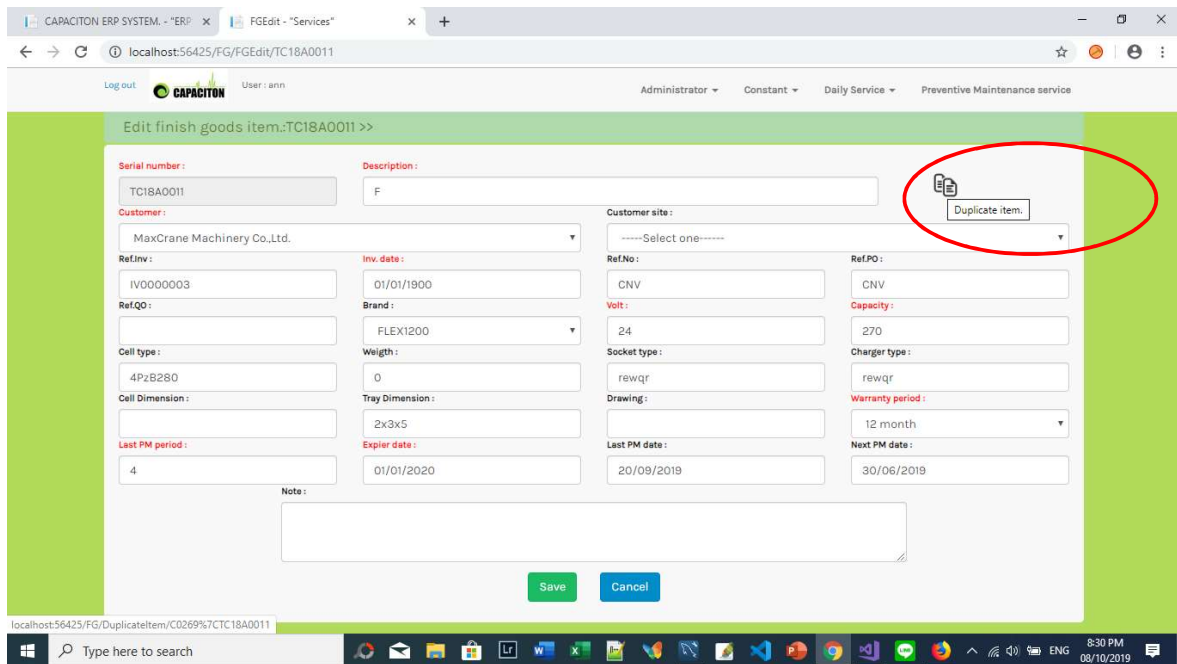 CAPACITON ERP SYSTEM. - "ERP
FGEdit - "Services"
localhost:56425/FG/FGEdit/TC18A0011
Log out
CAPACITON
User : ann
Administrator
Constant
Daily Service
Preventive Maintenance service
Edit finish goods item.:TC18A0011 >>
Serial number :
Description :
TC18A0011
F
Duplicate item.
Customer :
Customer site :
MaxCrane Machinery Co.,Ltd.
-----Select one------
Ref.Inv :
Inv. date :
Ref.No :
Ref.PO :
IV0000003
01/01/1900
CNV
CNV
Ref.QO :
Brand :
Volt :
Capacity :
FLEX1200
24
270
Cell type :
Weigth :
Socket type :
Charger type :
4PzB280
0
rewqr
rewqr
Cell Dimension :
Tray Dimension :
Drawing :
Warranty period :
2x3x5
12 month
Last PM period :
Expier date :
Last PM date :
Next PM date :
4
01/01/2020
20/09/2019
30/06/2019
Note :
Save
Cancel
localhost:56425/FG/DuplicateItem/C0269%7CTC18A0011
Type here to search
Lr
ENG
8:30 PM
08/10/2019